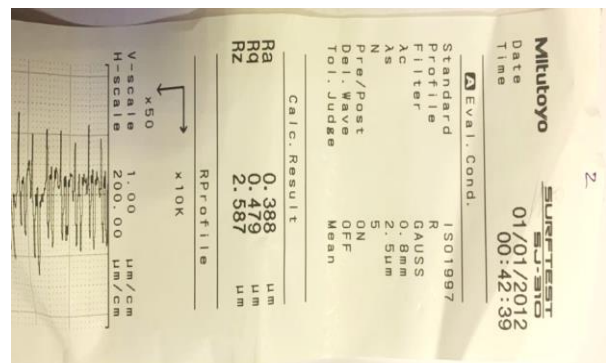 2
Mitutoyo SURFTEST
SJ-310
Date 01/01/2012
Time 00:42:39
A Eval. Cond.
Standard ISO1997
Profile R
Filter GAUSS
λc 0.8mm
λs 2.5μm
N 5
Pre/Post ON
Del. Wave OFF
Tol. Judge Mean
Calc. Result
Ra 0.388 μm
Rq 0.479 μm
Rz 2.587 μm
RProfile
×10K
×50
V-scale 1.00 μm/cm
H-scale 200.00 μm/cm